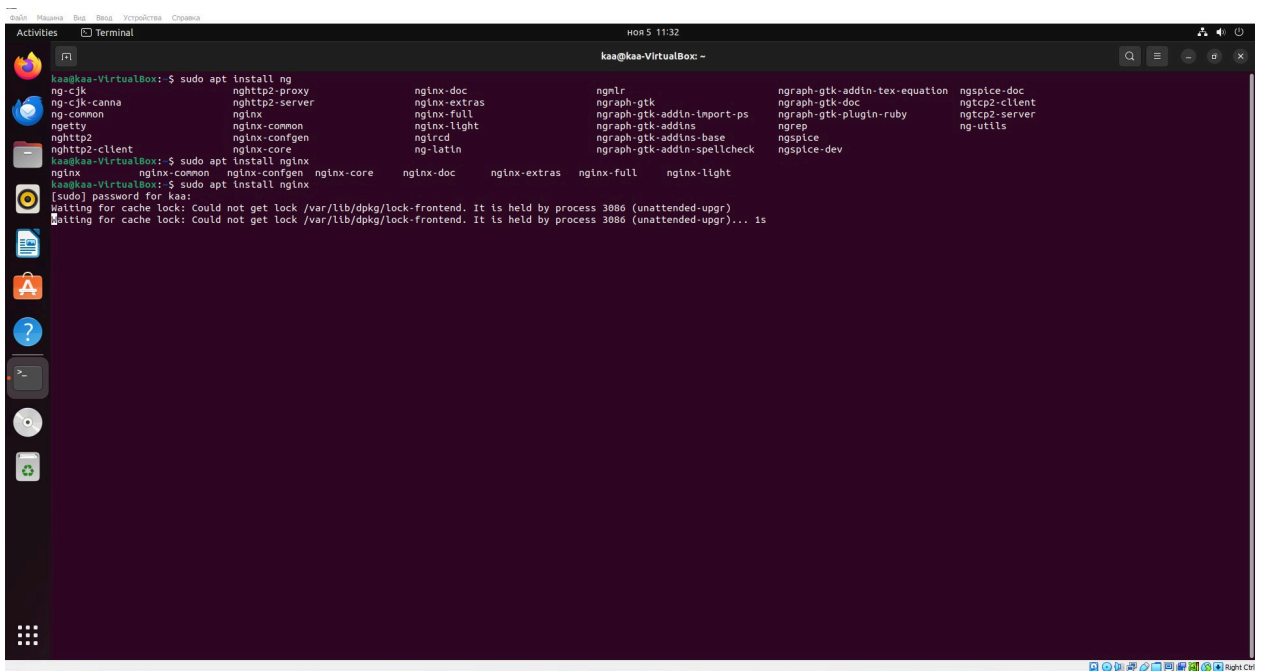 Файл Машина Вид Ввод Устройства Справка
Activities Terminal ноя 5 11:32
kaa@kaa-VirtualBox: ~
kaa@kaa-VirtualBox:~$ sudo apt install ng
ng-cjk nghttp2-proxy nginx-doc ngmlr ngraph-gtk-addin-tex-equation ngspice-doc
ng-cjk-canna nghttp2-server nginx-extras ngraph-gtk ngraph-gtk-doc ngtcp2-client
ng-common nginx nginx-full ngraph-gtk-addin-import-ps ngraph-gtk-plugin-ruby ngtcp2-server
ngetty nginx-common nginx-light ngraph-gtk-addins ngrep ng-utils
nghttp2 nginx-confgen ngircd ngraph-gtk-addins-base ngspice
nghttp2-client nginx-core ng-latin ngraph-gtk-addin-spellcheck ngspice-dev
kaa@kaa-VirtualBox:~$ sudo apt install nginx
nginx nginx-common nginx-confgen nginx-core nginx-doc nginx-extras nginx-full nginx-light
kaa@kaa-VirtualBox:~$ sudo apt install nginx
[sudo] password for kaa:
Waiting for cache lock: Could not get lock /var/lib/dpkg/lock-frontend. It is held by process 3086 (unattended-upgr)
Waiting for cache lock: Could not get lock /var/lib/dpkg/lock-frontend. It is held by process 3086 (unattended-upgr)... 1s
Right Ctrl